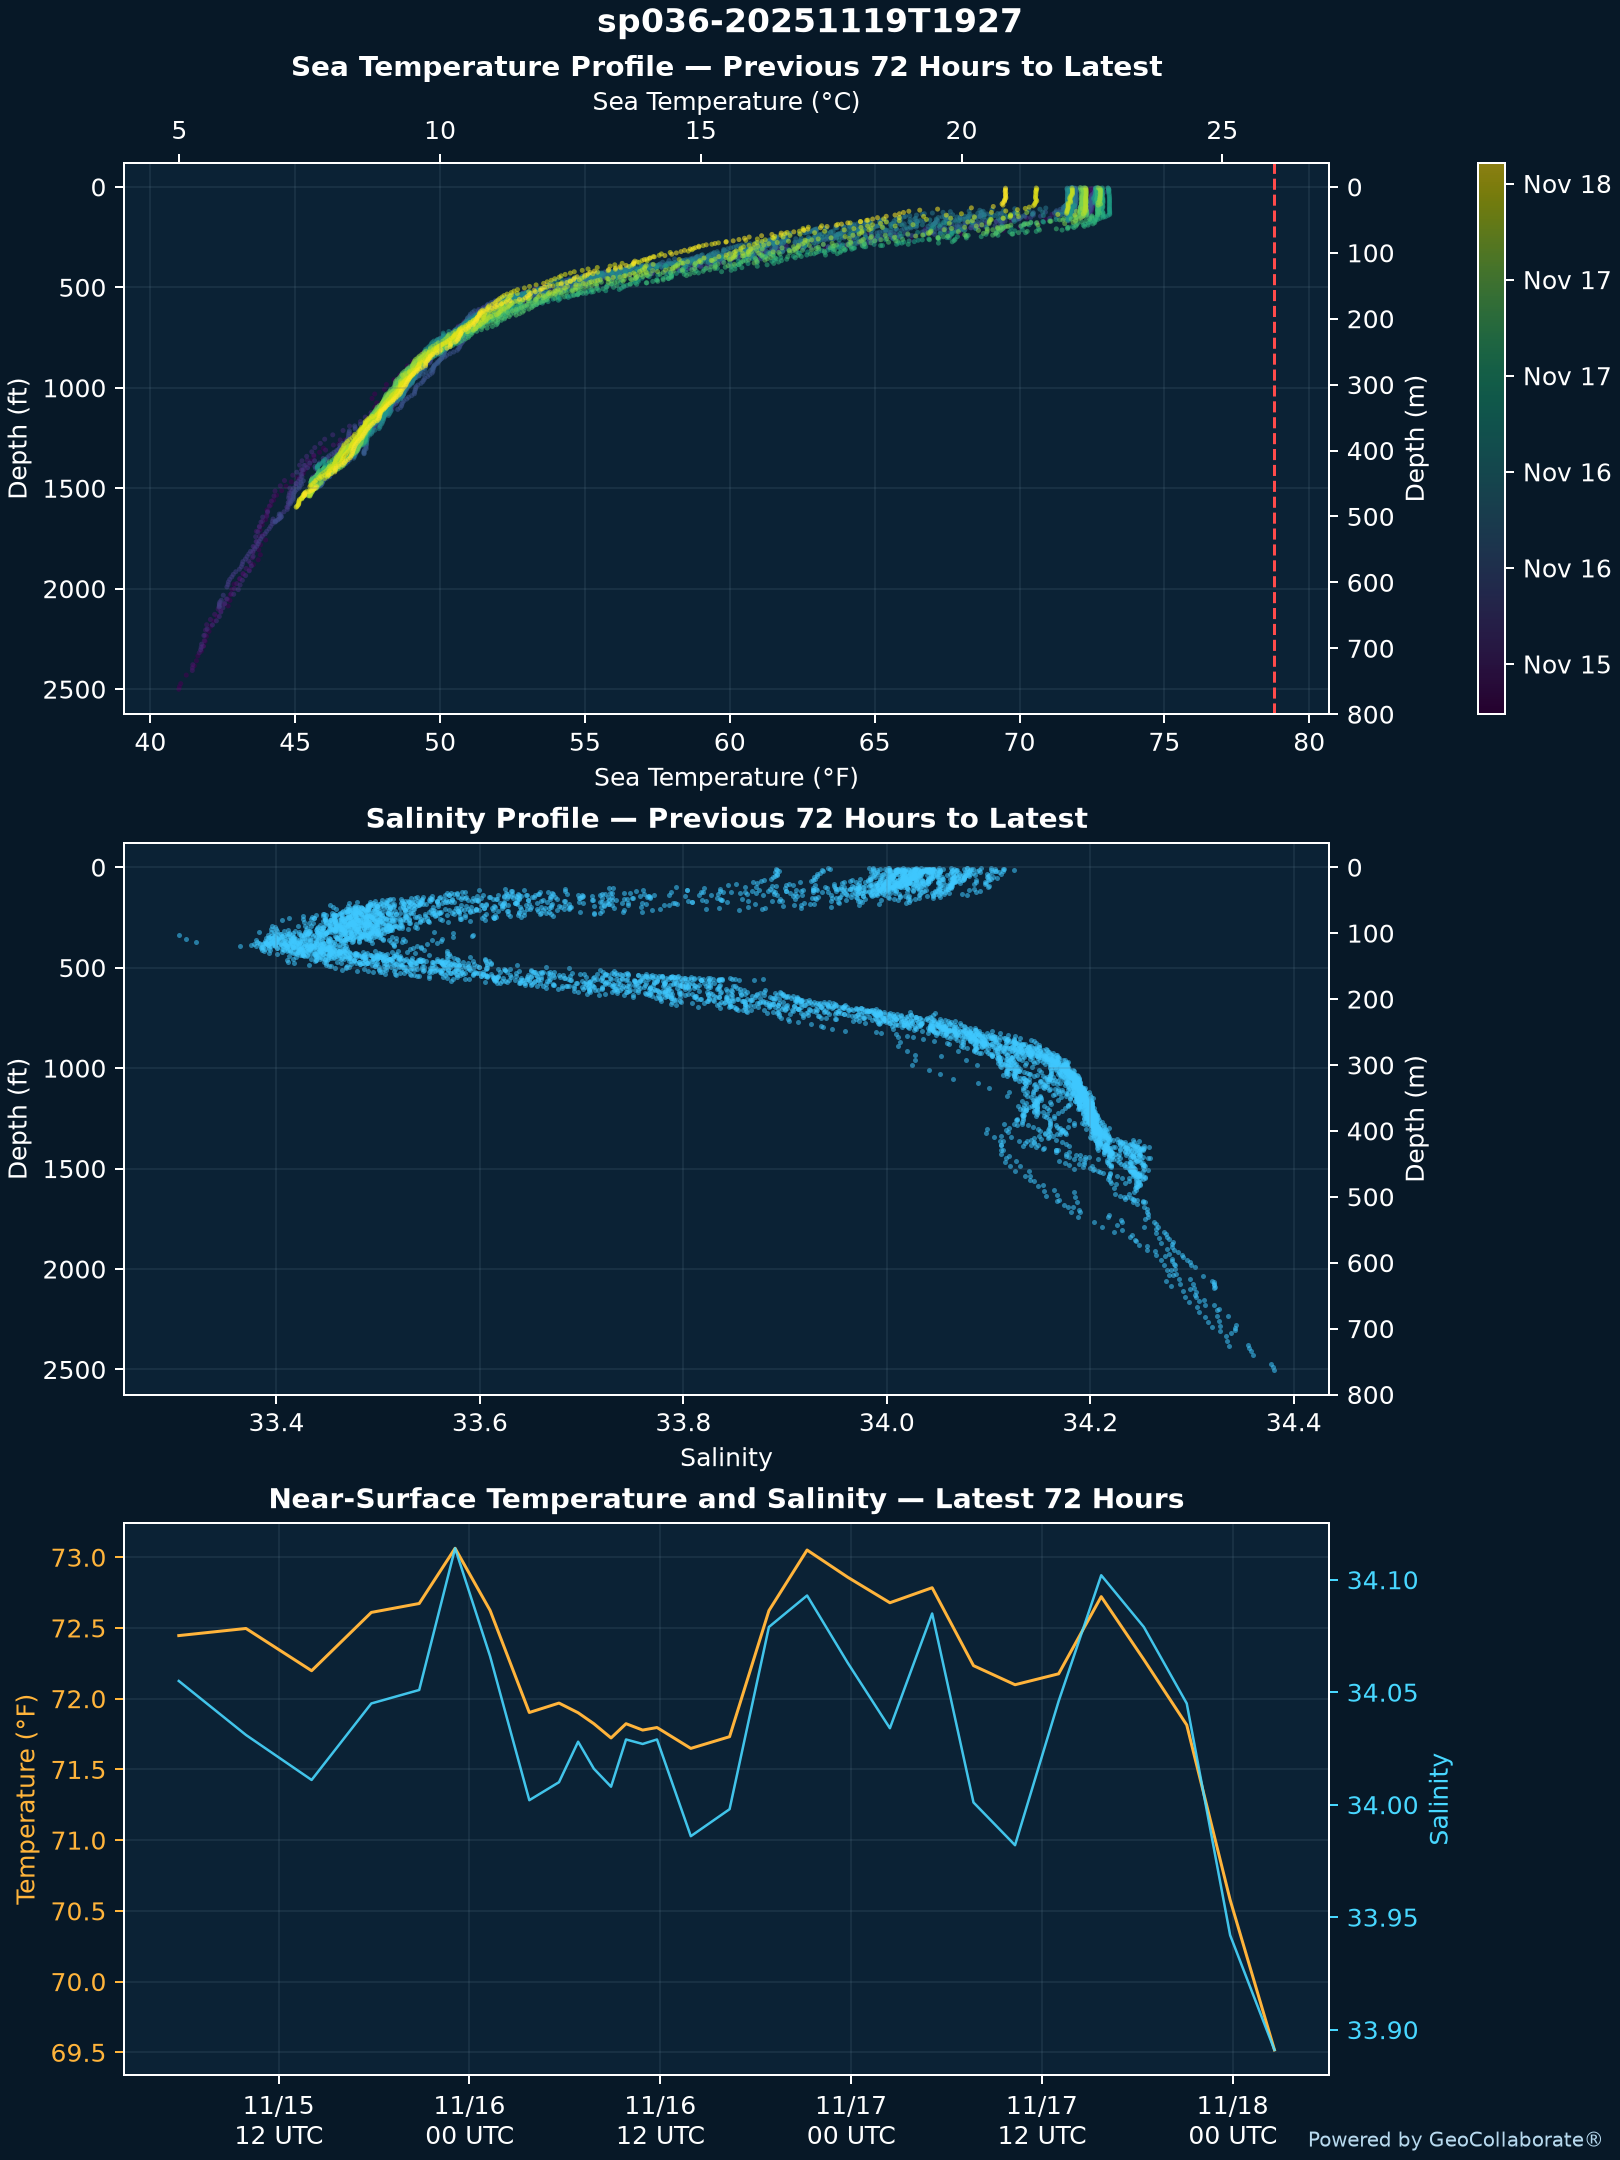 sp036-20251119T1927
Sea Temperature Profile — Previous 72 Hours to Latest
Sea Temperature (°C)
5 10 15 20 25
Depth (ft)
0
500
1000
1500
2000
2500
0
100
200
300
400
500
600
700
800
Depth (m)
40 45 50 55 60 65 70 75 80
Sea Temperature (°F)
Nov 18
Nov 17
Nov 17
Nov 16
Nov 16
Nov 15
Salinity Profile — Previous 72 Hours to Latest
Depth (ft)
0
500
1000
1500
2000
2500
0
100
200
300
400
500
600
700
800
Depth (m)
33.4 33.6 33.8 34.0 34.2 34.4
Salinity
Near-Surface Temperature and Salinity — Latest 72 Hours
Temperature (°F)
73.0
72.5
72.0
71.5
71.0
70.5
70.0
69.5
34.10
34.05
34.00
33.95
33.90
Salinity
11/15 11/16 11/16 11/17 11/17 11/18
12 UTC 00 UTC 12 UTC 00 UTC 12 UTC 00 UTC
Powered by GeoCollaborate®